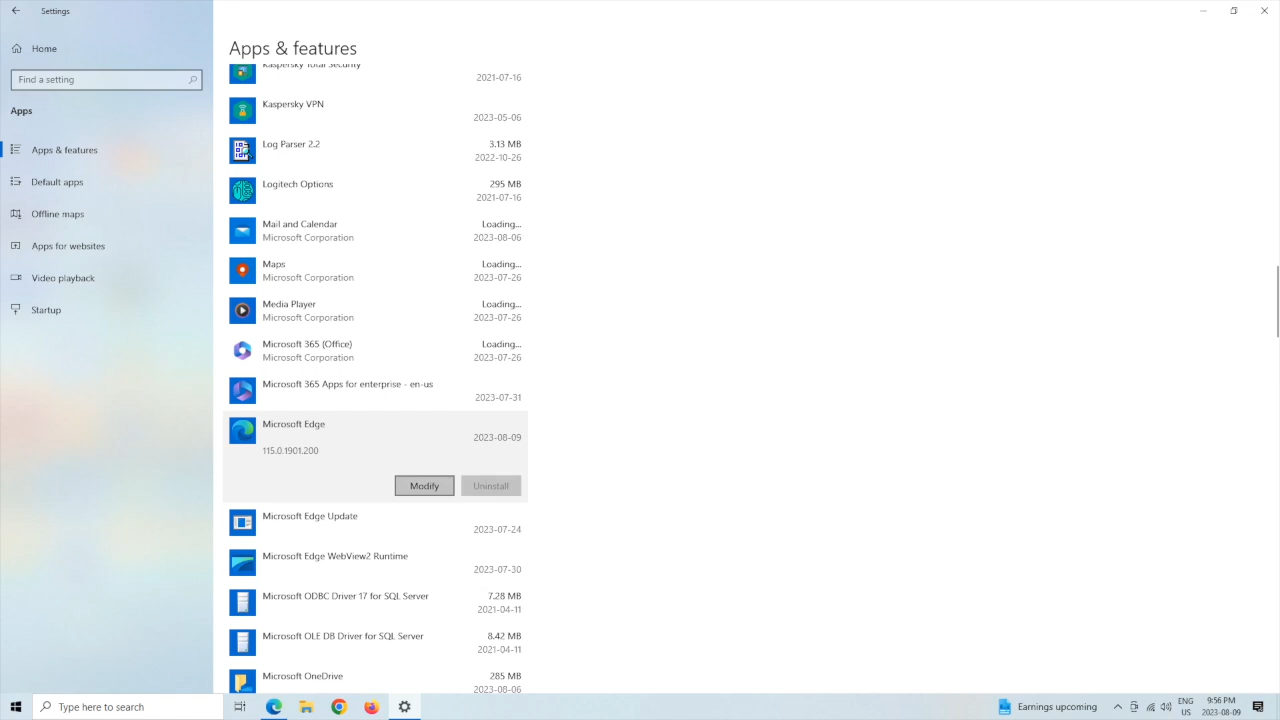 Settings
Home
Find a setting
Apps
Apps & features
Default apps
Offline maps
Apps for websites
Video playback
Startup
Apps & features
Kaspersky Total Security
2021-07-16
Kaspersky VPN
2023-05-06
Log Parser 2.2
3.13 MB
2022-10-26
Logitech Options
295 MB
2021-07-16
Mail and Calendar
Loading...
Microsoft Corporation
2023-08-06
Maps
Loading...
Microsoft Corporation
2023-07-26
Media Player
Loading...
Microsoft Corporation
2023-07-26
Microsoft 365 (Office)
Loading...
Microsoft Corporation
2023-07-26
Microsoft 365 Apps for enterprise - en-us
2023-07-31
Microsoft Edge
2023-08-09
115.0.1901.200
Modify
Uninstall
Microsoft Edge Update
2023-07-24
Microsoft Edge WebView2 Runtime
2023-07-30
Microsoft ODBC Driver 17 for SQL Server
7.28 MB
2021-04-11
Microsoft OLE DB Driver for SQL Server
8.42 MB
2021-04-11
Microsoft OneDrive
285 MB
2023-08-06
Type here to search
Earnings upcoming
ENG
US
9:56 PM
2023-08-09